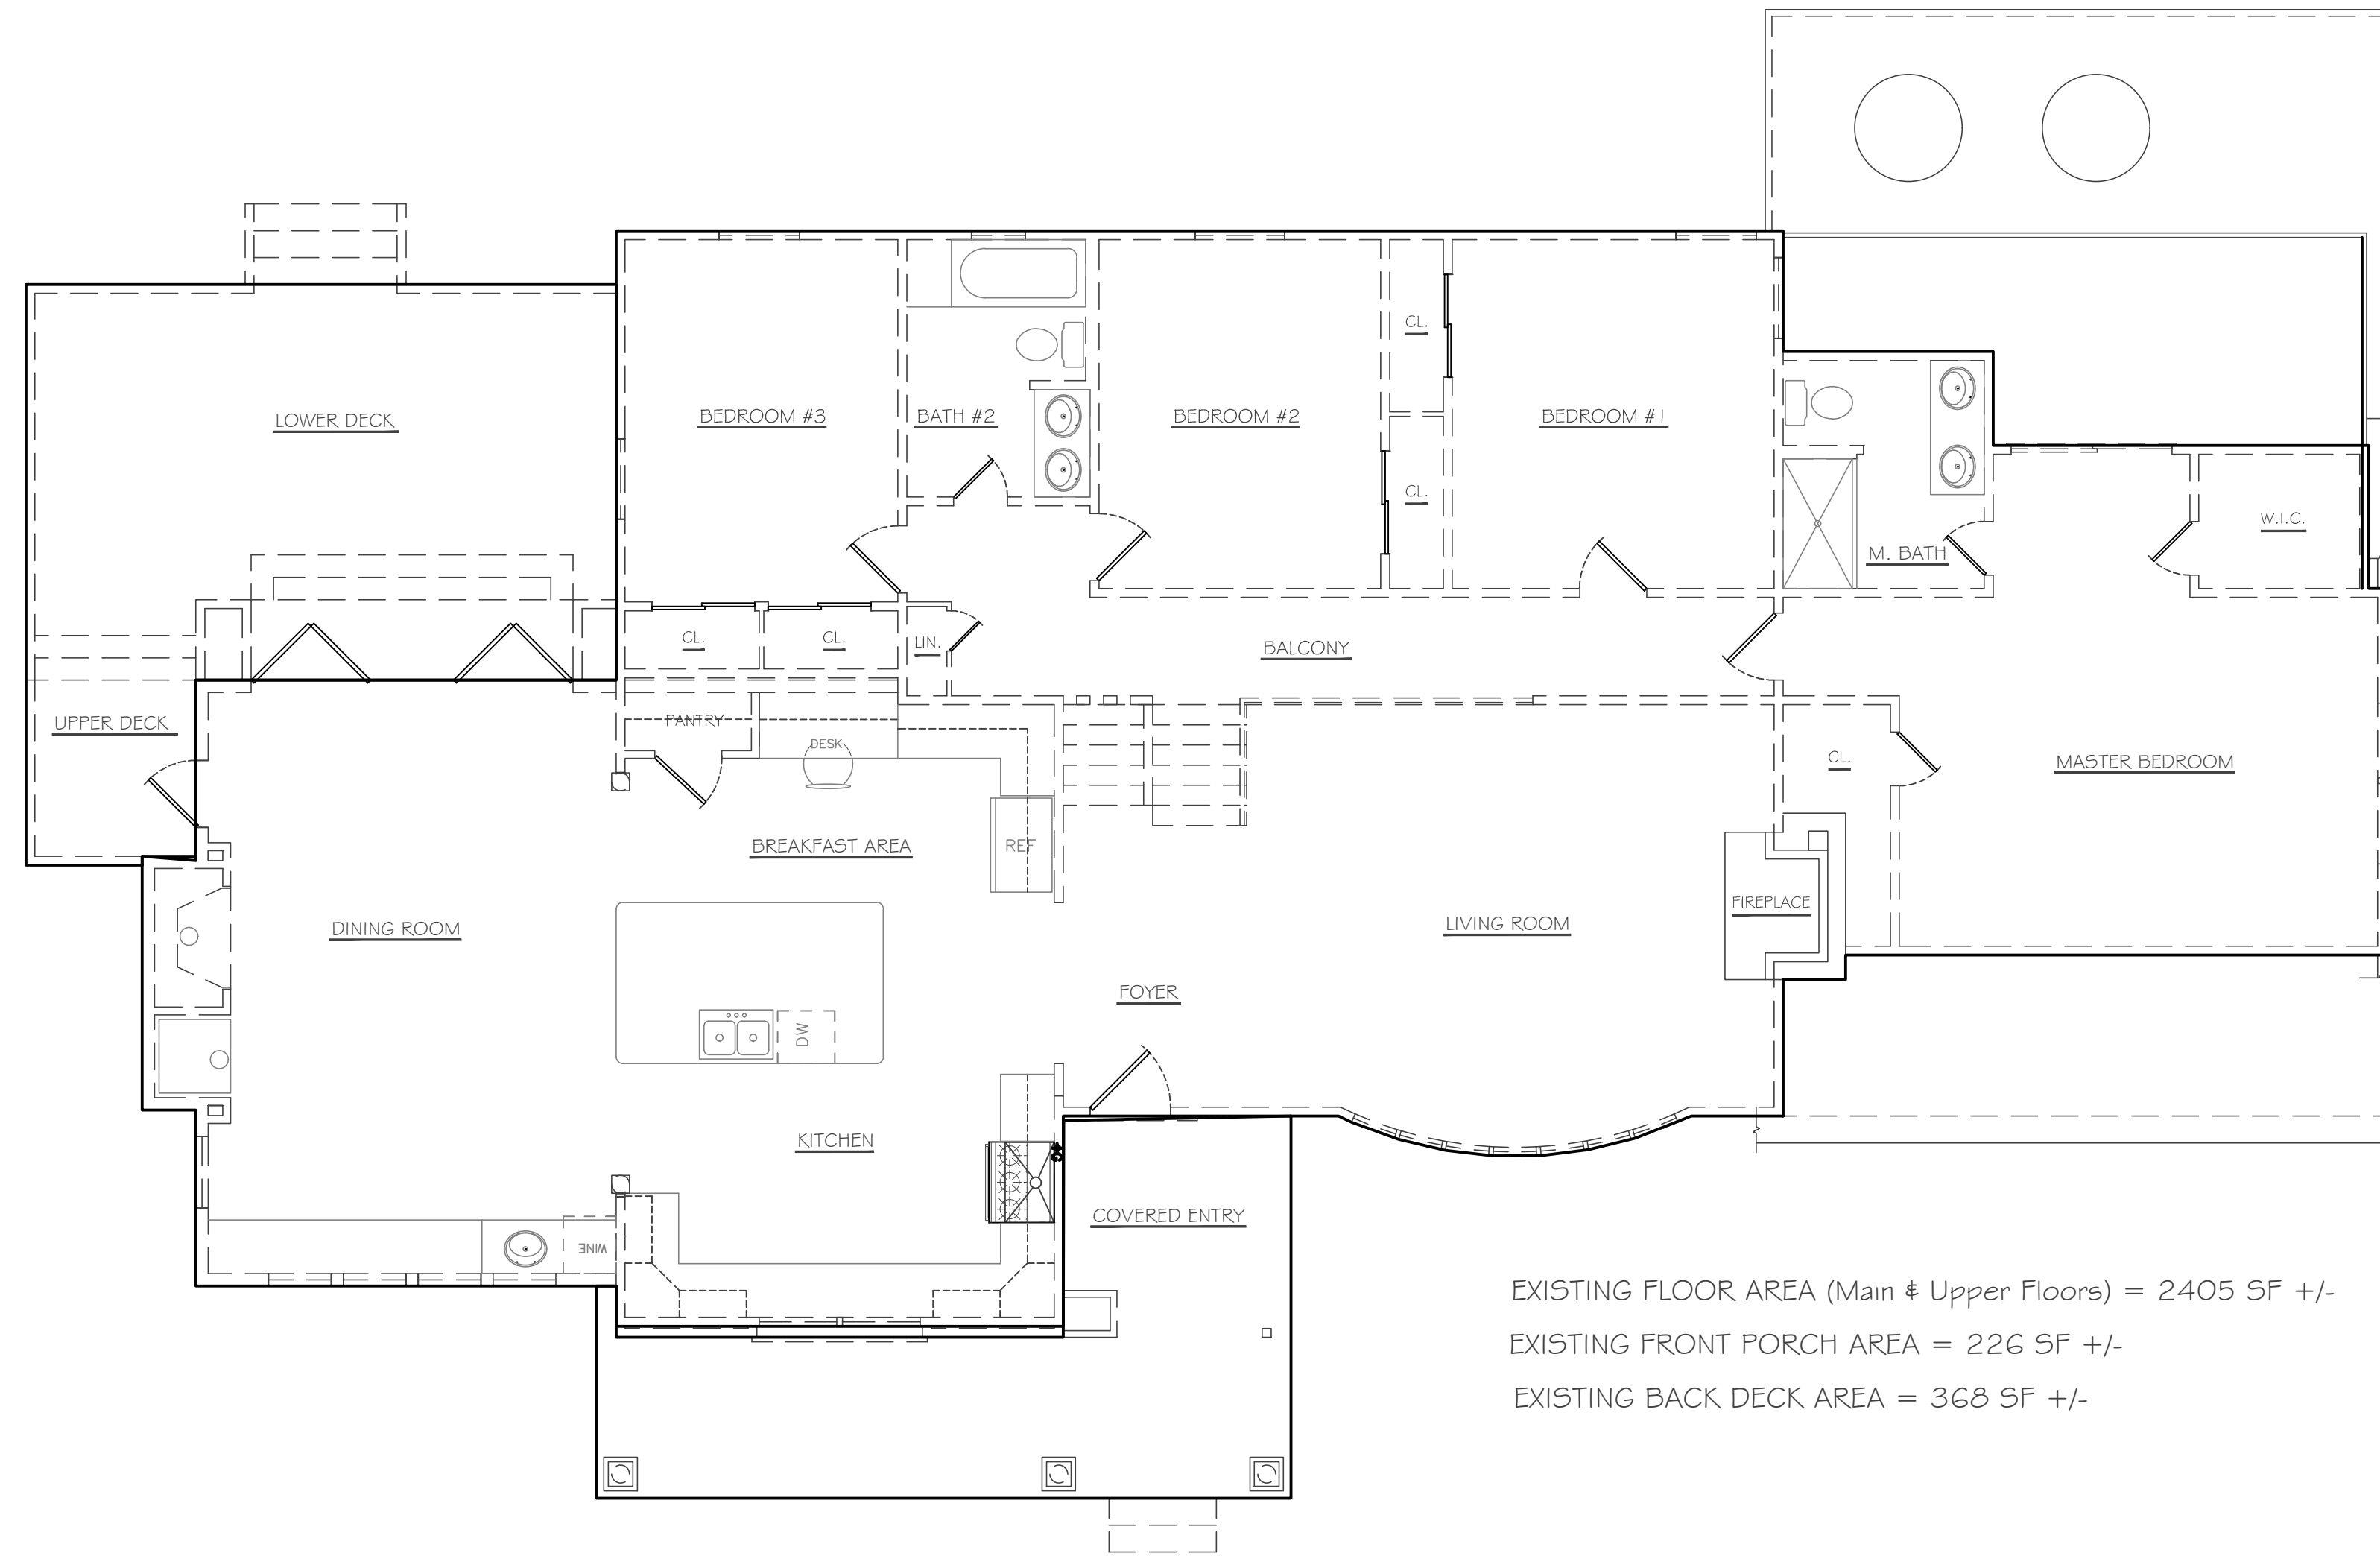 LOWER DECK
BEDROOM #3
BATH #2
BEDROOM #2
CL.
CL.
BEDROOM #1
M. BATH
W.I.C.
CL.
CL.
LIN.
BALCONY
UPPER DECK
PANTRY
DESK
CL.
MASTER BEDROOM
BREAKFAST AREA
REF
DINING ROOM
LIVING ROOM
FIREPLACE
FOYER
DW
KITCHEN
COVERED ENTRY
WINE
EXISTING FLOOR AREA (Main & Upper Floors) = 2405 SF +/-
EXISTING FRONT PORCH AREA = 226 SF +/-
EXISTING BACK DECK AREA = 368 SF +/-